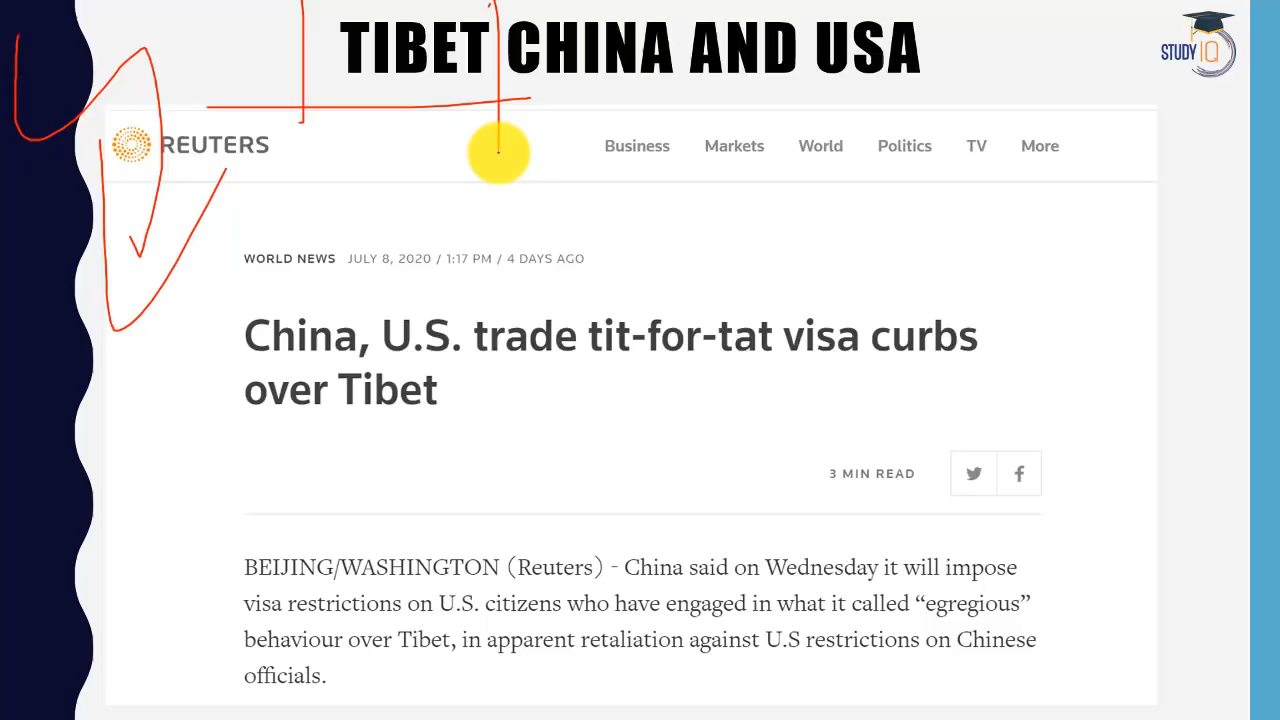 TIBET CHINA AND USA
STUDY IQ
REUTERS
Business Markets World Politics TV More
WORLD NEWS JULY 8, 2020 / 1:17 PM / 4 DAYS AGO
China, U.S. trade tit-for-tat visa curbs
over Tibet
3 MIN READ
BEIJING/WASHINGTON (Reuters) - China said on Wednesday it will impose
visa restrictions on U.S. citizens who have engaged in what it called “egregious”
behaviour over Tibet, in apparent retaliation against U.S restrictions on Chinese
officials.